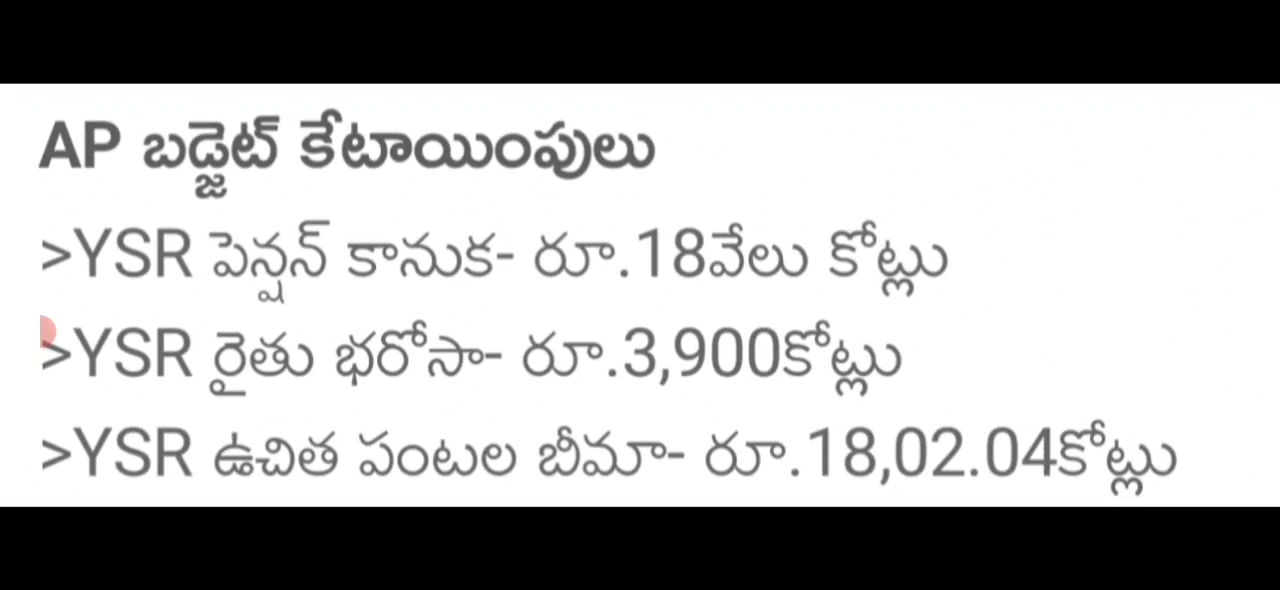 AP బడ్జెట్ కేటాయింపులు
>YSR పెన్షన్ కానుక- రూ.18వేలు కోట్లు
>YSR రైతు భరోసా- రూ.3,900కోట్లు
>YSR ఉచిత పంటల బీమా- రూ.18,02.04కోట్లు